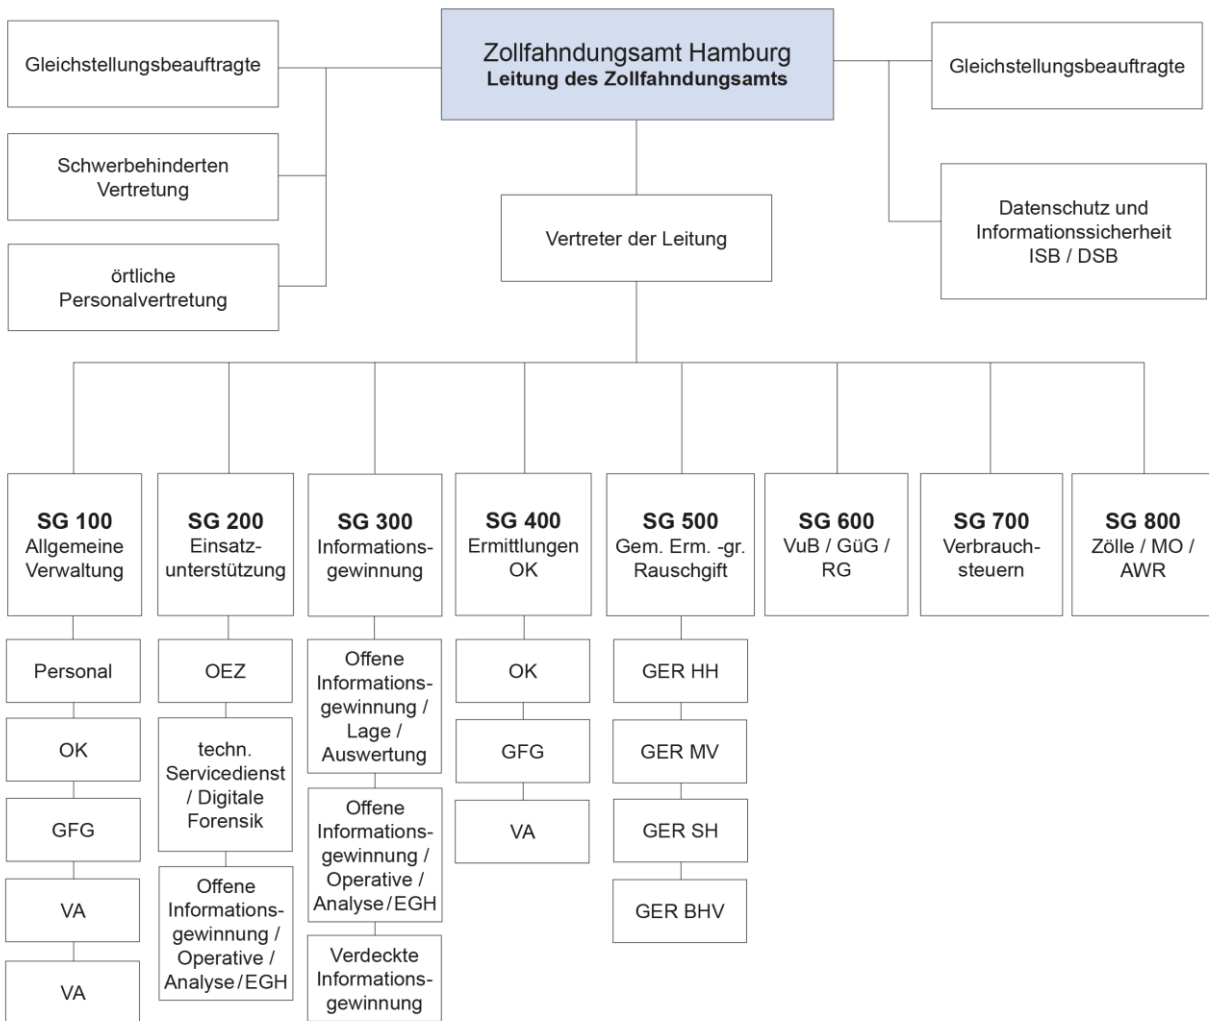 Gleichstellungsbeauftragte
Zollfahndungsamt Hamburg
Leitung des Zollfahndungsamts
Gleichstellungsbeauftragte
Schwerbehinderten
Vertretung
örtliche
Personalvertretung
Vertreter der Leitung
Datenschutz und
Informationssicherheit
ISB / DSB
SG 100
Allgemeine
Verwaltung
Personal
OK
GFG
VA
VA
SG 200
Einsatz-
unterstützung
OEZ
techn.
Servicedienst
/ Digitale
Forensik
Offene
Informations-
gewinnung /
Operative /
Analyse/EGH
SG 300
Informations-
gewinnung
Offene
Informations-
gewinnung /
Lage /
Auswertung
Offene
Informations-
gewinnung /
Operative /
Analyse/EGH
Verdeckte
Informations-
gewinnung
SG 400
Ermittlungen
OK
OK
GFG
VA
SG 500
Gem. Erm. -gr.
Rauschgift
GER HH
GER MV
GER SH
GER BHV
SG 600
VuB / GüG /
RG
SG 700
Verbrauch-
steuern
SG 800
Zölle / MO /
AWR